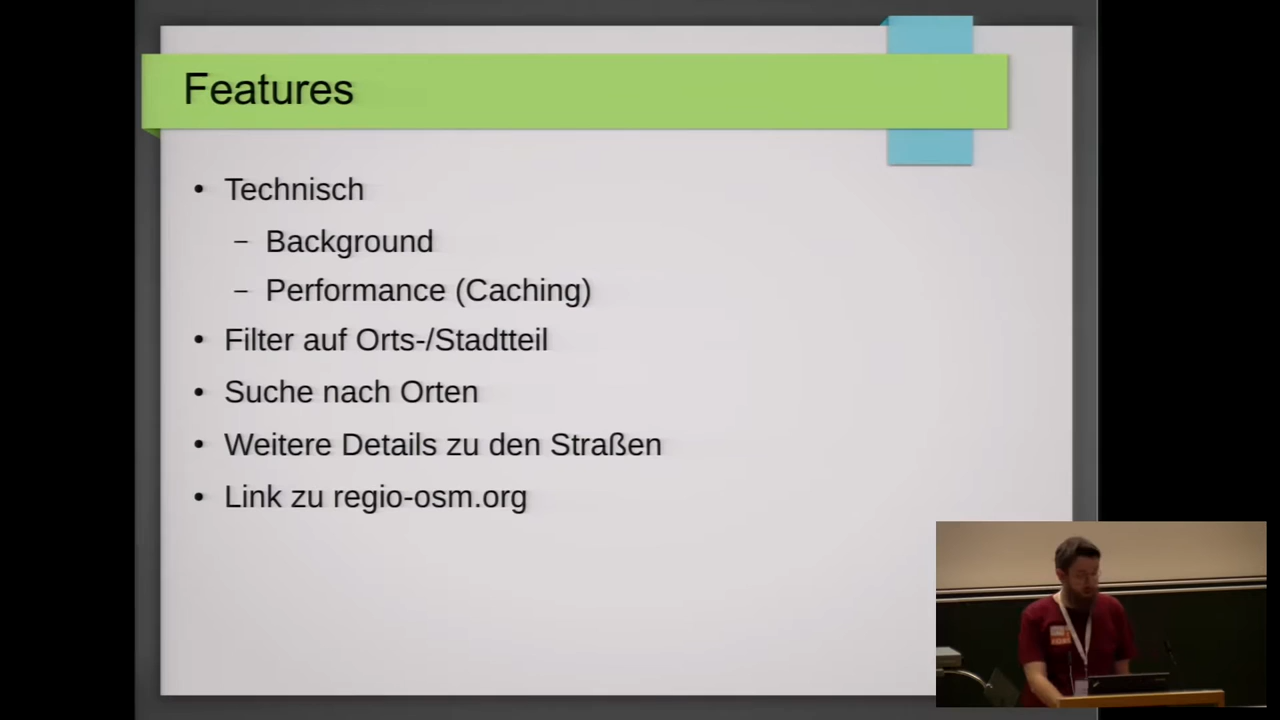 Features
• Technisch
– Background
– Performance (Caching)
• Filter auf Orts-/Stadtteil
• Suche nach Orten
• Weitere Details zu den Straßen
• Link zu regio-osm.org